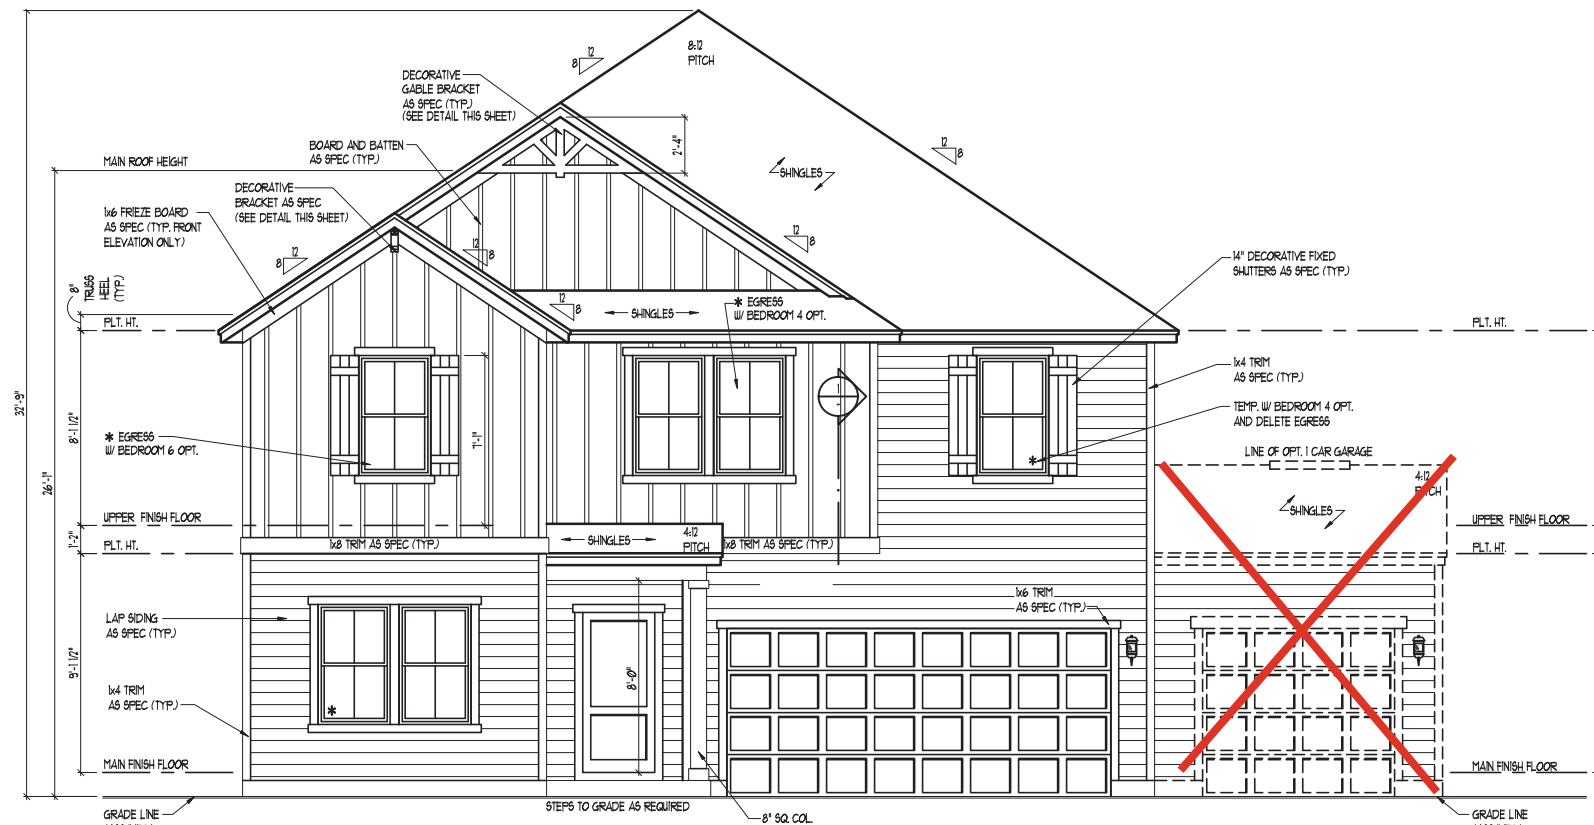 8:12
PITCH
12
8
DECORATIVE
GABLE BRACKET
AS SPEC (TYP.)
(SEE DETAIL THIS SHEET)
2'-4"
12
8
BOARD AND BATTEN
AS SPEC (TYP.)
MAIN ROOF HEIGHT
SHINGLES
DECORATIVE
BRACKET AS SPEC
(SEE DETAIL THIS SHEET)
1x6 FRIEZE BOARD
AS SPEC (TYP. FRONT
ELEVATION ONLY)
12
8
12
8
12
8
14" DECORATIVE FIXED
SHUTTERS AS SPEC (TYP.)
8"
TRUSS
HEEL
(TYP.)
12
8
SHINGLES
* EGRESS
W/ BEDROOM 4 OPT.
PLT. HT.
PLT. HT.
1x4 TRIM
AS SPEC (TYP.)
32'-9"
8'-1 1/2"
7'-1"
TEMP. W/ BEDROOM 4 OPT.
AND DELETE EGRESS
* EGRESS
W/ BEDROOM 6 OPT.
*
LINE OF OPT. 1 CAR GARAGE
26'-1"
4:12
PITCH
SHINGLES
UPPER FINISH FLOOR
UPPER FINISH FLOOR
1'-2"
PLT. HT.
1x8 TRIM AS SPEC (TYP.)
SHINGLES
4:12
PITCH
1x8 TRIM AS SPEC (TYP.)
PLT. HT.
1x6 TRIM
AS SPEC (TYP.)
LAP SIDING
AS SPEC (TYP.)
9'-1 1/2"
8'-0"
1x4 TRIM
AS SPEC (TYP.)
*
MAIN FINISH FLOOR
MAIN FINISH FLOOR
STEPS TO GRADE AS REQUIRED
GRADE LINE
8" SQ. COL.
GRADE LINE